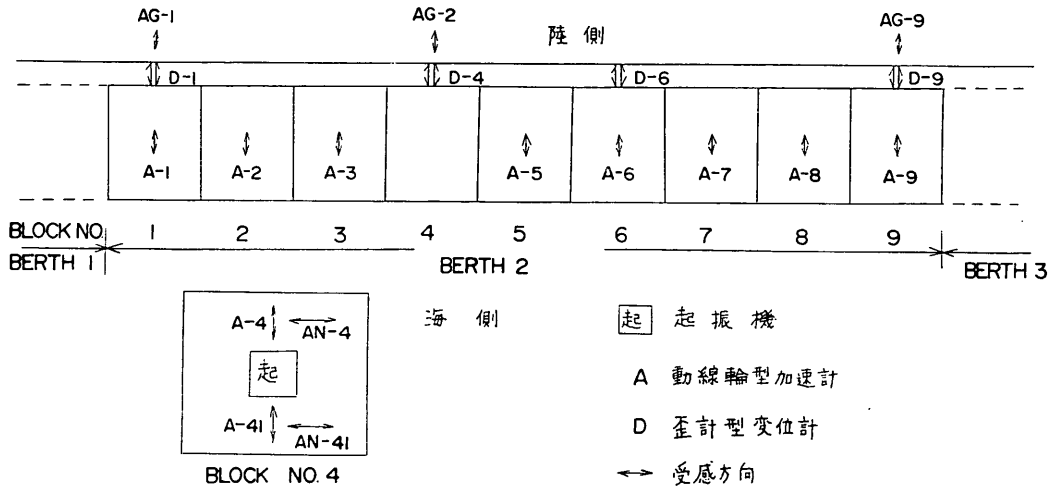 AG-1 AG-2 AG-9
陸側
D-1 D-4 D-6 D-9
A-1 A-2 A-3 A-5 A-6 A-7 A-8 A-9
BLOCK NO. 1 2 3 4 5 6 7 8 9
BERTH 1 BERTH 2 BERTH 3
海側
A-4 AN-4
起
A-41 AN-41
BLOCK NO. 4
起 起振機
A 動線輪型加速計
D 歪計型変位計
↔ 受感方向